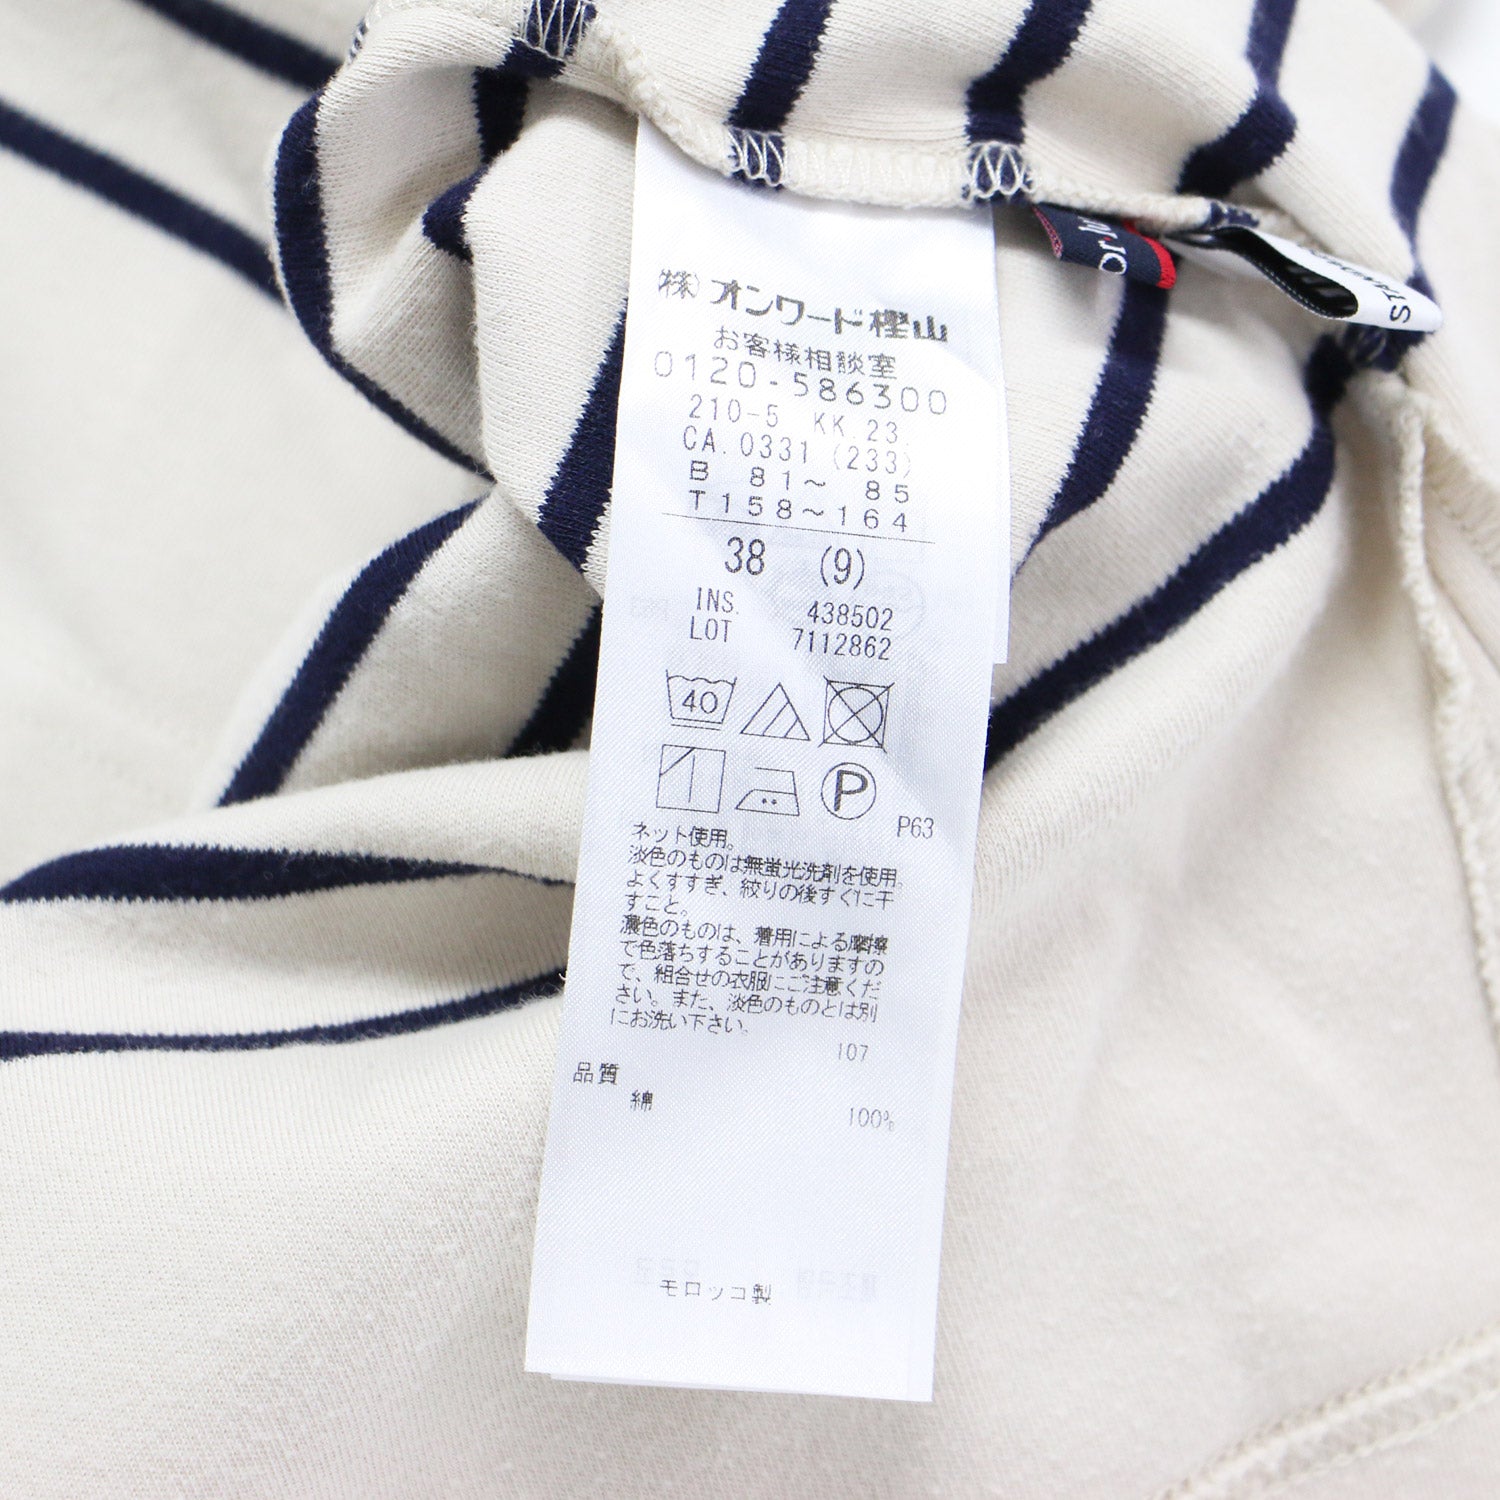 (株)オンワード樫山
お客様相談室
0120-586300
210-5 KK.23.
CA.0331 (233)
B 81～ 85
T158～164
38 (9)
INS. 438502
LOT 7112862
40
P
P63
ネット使用。
淡色のものは無蛍光洗剤を使用。
よくすすぎ、絞りの後すぐに干
すこと。
濃色のものは、着用による摩擦
で色落ちすることがありますの
で、組合せの衣服にご注意くだ
さい。また、淡色のものとは別
にお洗い下さい。
107
品質
綿 100%
モロッコ製